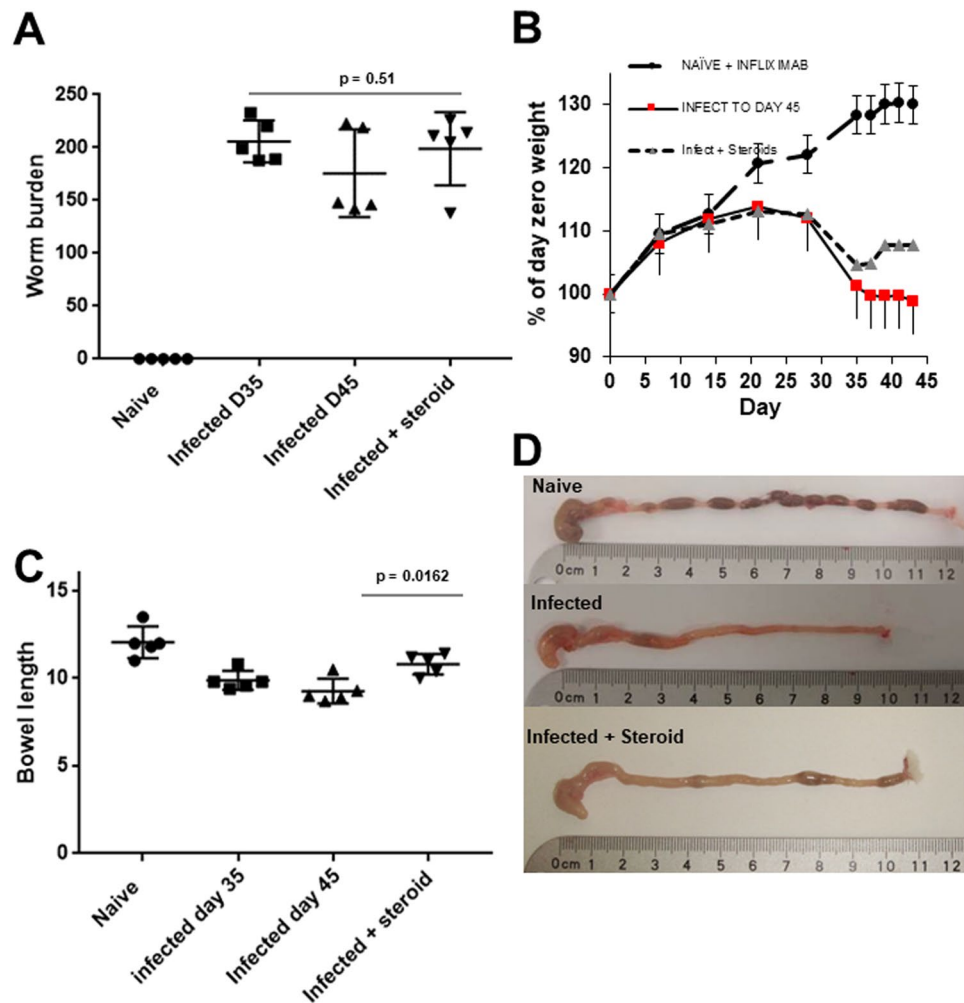 A
p = 0.51
250
200
150
100
50
0
Worm burden
Naive
Infected D35
Infected D45
Infected + steroid
B
NAÏVE + INFLIX IMAB
INFECT TO DAY 45
Infect + Steroids
130
120
110
100
90
% of day zero weight
0 5 10 15 20 25 30 35 40 45
Day
C
p = 0.0162
15
10
5
0
Bowel length
Naive
infected day 35
Infected day 45
Infected + steroid
D
Naive
0cm 1 2 3 4 5 6 7 8 9 10 11 12
Infected
0cm 1 2 3 4 5 6 7 8 9 10 11 12
Infected + Steroid
0cm 1 2 3 4 5 6 7 8 9 10 11 12